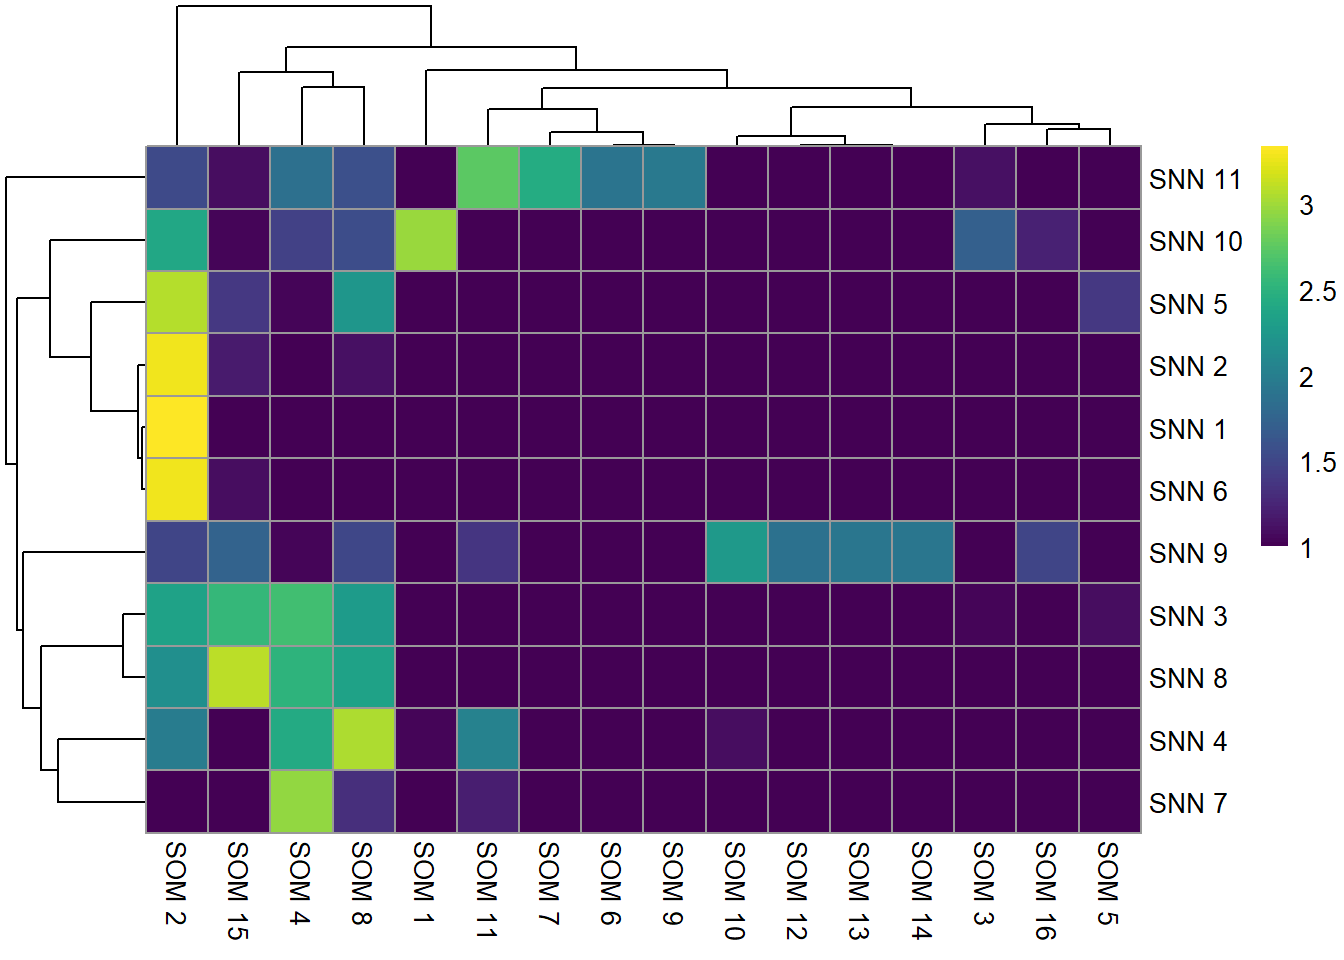 SNN 11
SNN 10
SNN 5
SNN 2
SNN 1
SNN 6
SNN 9
SNN 3
SNN 8
SNN 4
SNN 7
3
2.5
2
1.5
1
SOM 2
SOM 15
SOM 4
SOM 8
SOM 1
SOM 11
SOM 7
SOM 6
SOM 9
SOM 10
SOM 12
SOM 13
SOM 14
SOM 3
SOM 16
SOM 5